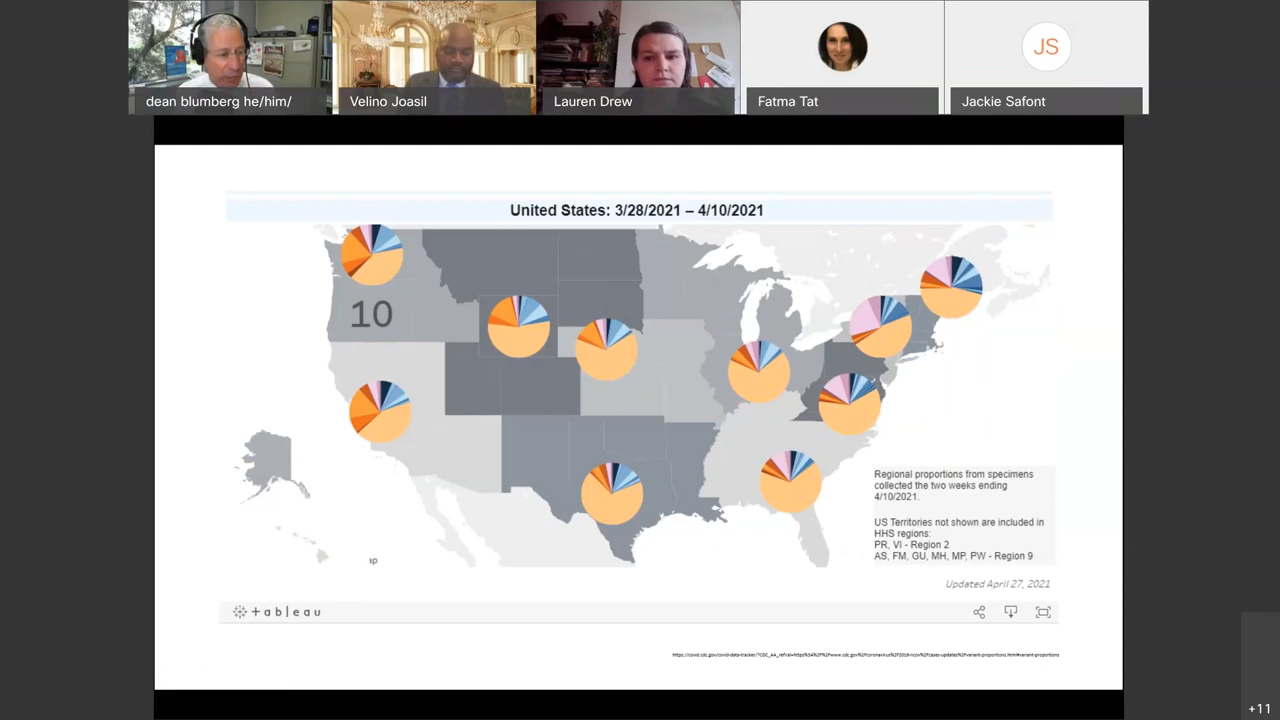 dean blumberg he/him/
Velino Joasil
Lauren Drew
Fatma Tat
JS
Jackie Safont
United States: 3/28/2021 – 4/10/2021
10
Regional proportions from specimens
collected the two weeks ending
4/10/2021.
US Territories not shown are included in
HHS regions:
PR, VI - Region 2
AS, FM, GU, MH, MP, PW - Region 9
ap
Updated April 27, 2021
+ableau
+11